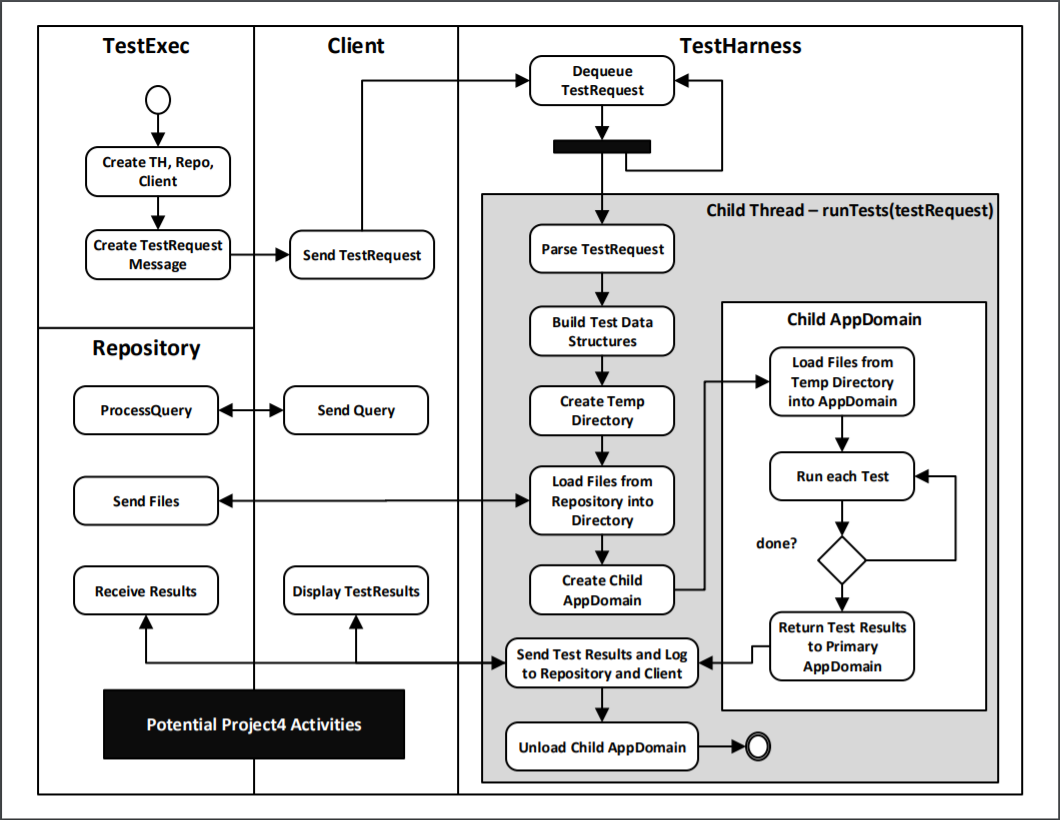 TestExec
Client
TestHarness
Create TH, Repo,
Client
Create TestRequest
Message
Send TestRequest
Dequeue
TestRequest
Child Thread – runTests(testRequest)
Parse TestRequest
Build Test Data
Structures
Create Temp
Directory
Load Files from
Repository into
Directory
Create Child
AppDomain
Child AppDomain
Load Files from
Temp Directory
into AppDomain
Run each Test
done?
Return Test Results
to Primary
AppDomain
Repository
ProcessQuery
Send Query
Send Files
Receive Results
Display TestResults
Send Test Results and Log
to Repository and Client
Unload Child AppDomain
Potential Project4 Activities